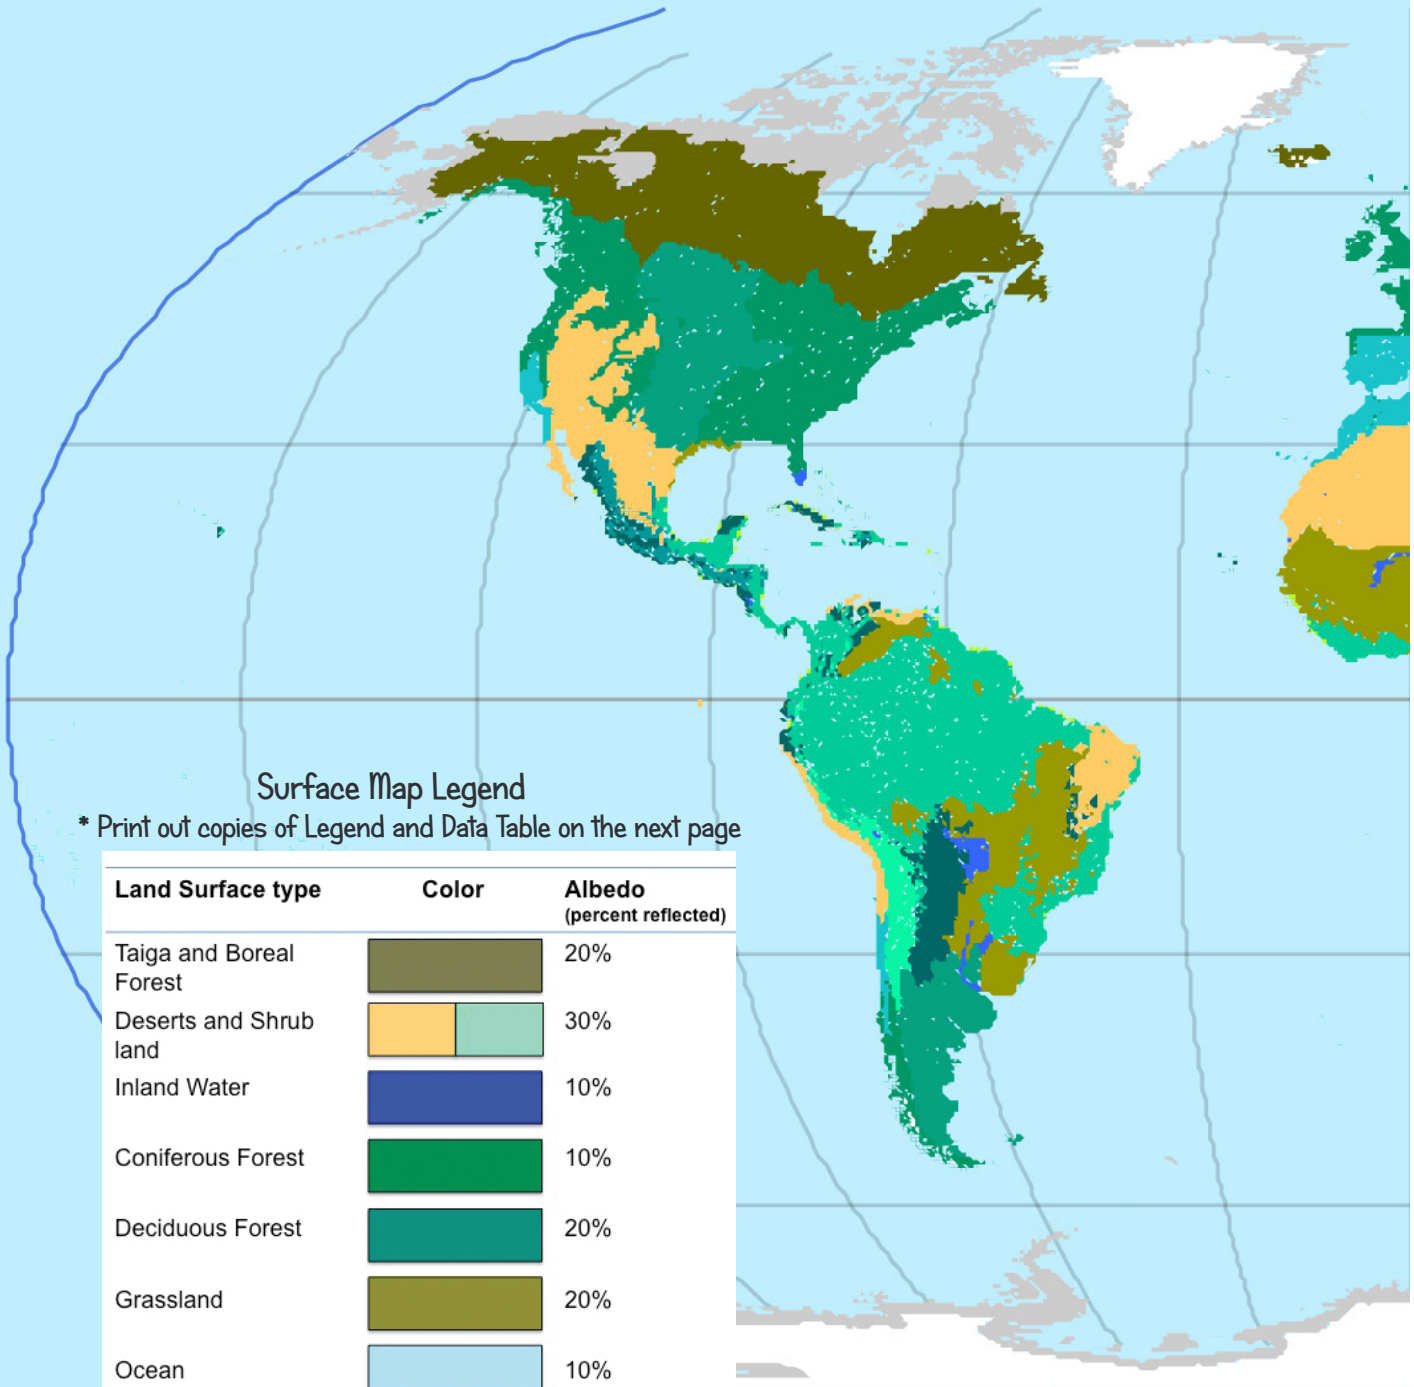 Surface Map Legend
* Print out copies of Legend and Data Table on the next page
Land Surface type Color Albedo
(percent reflected)
Taiga and Boreal 20%
Forest
Deserts and Shrub 30%
land
Inland Water 10%
Coniferous Forest 10%
Deciduous Forest 20%
Grassland 20%
Ocean 10%